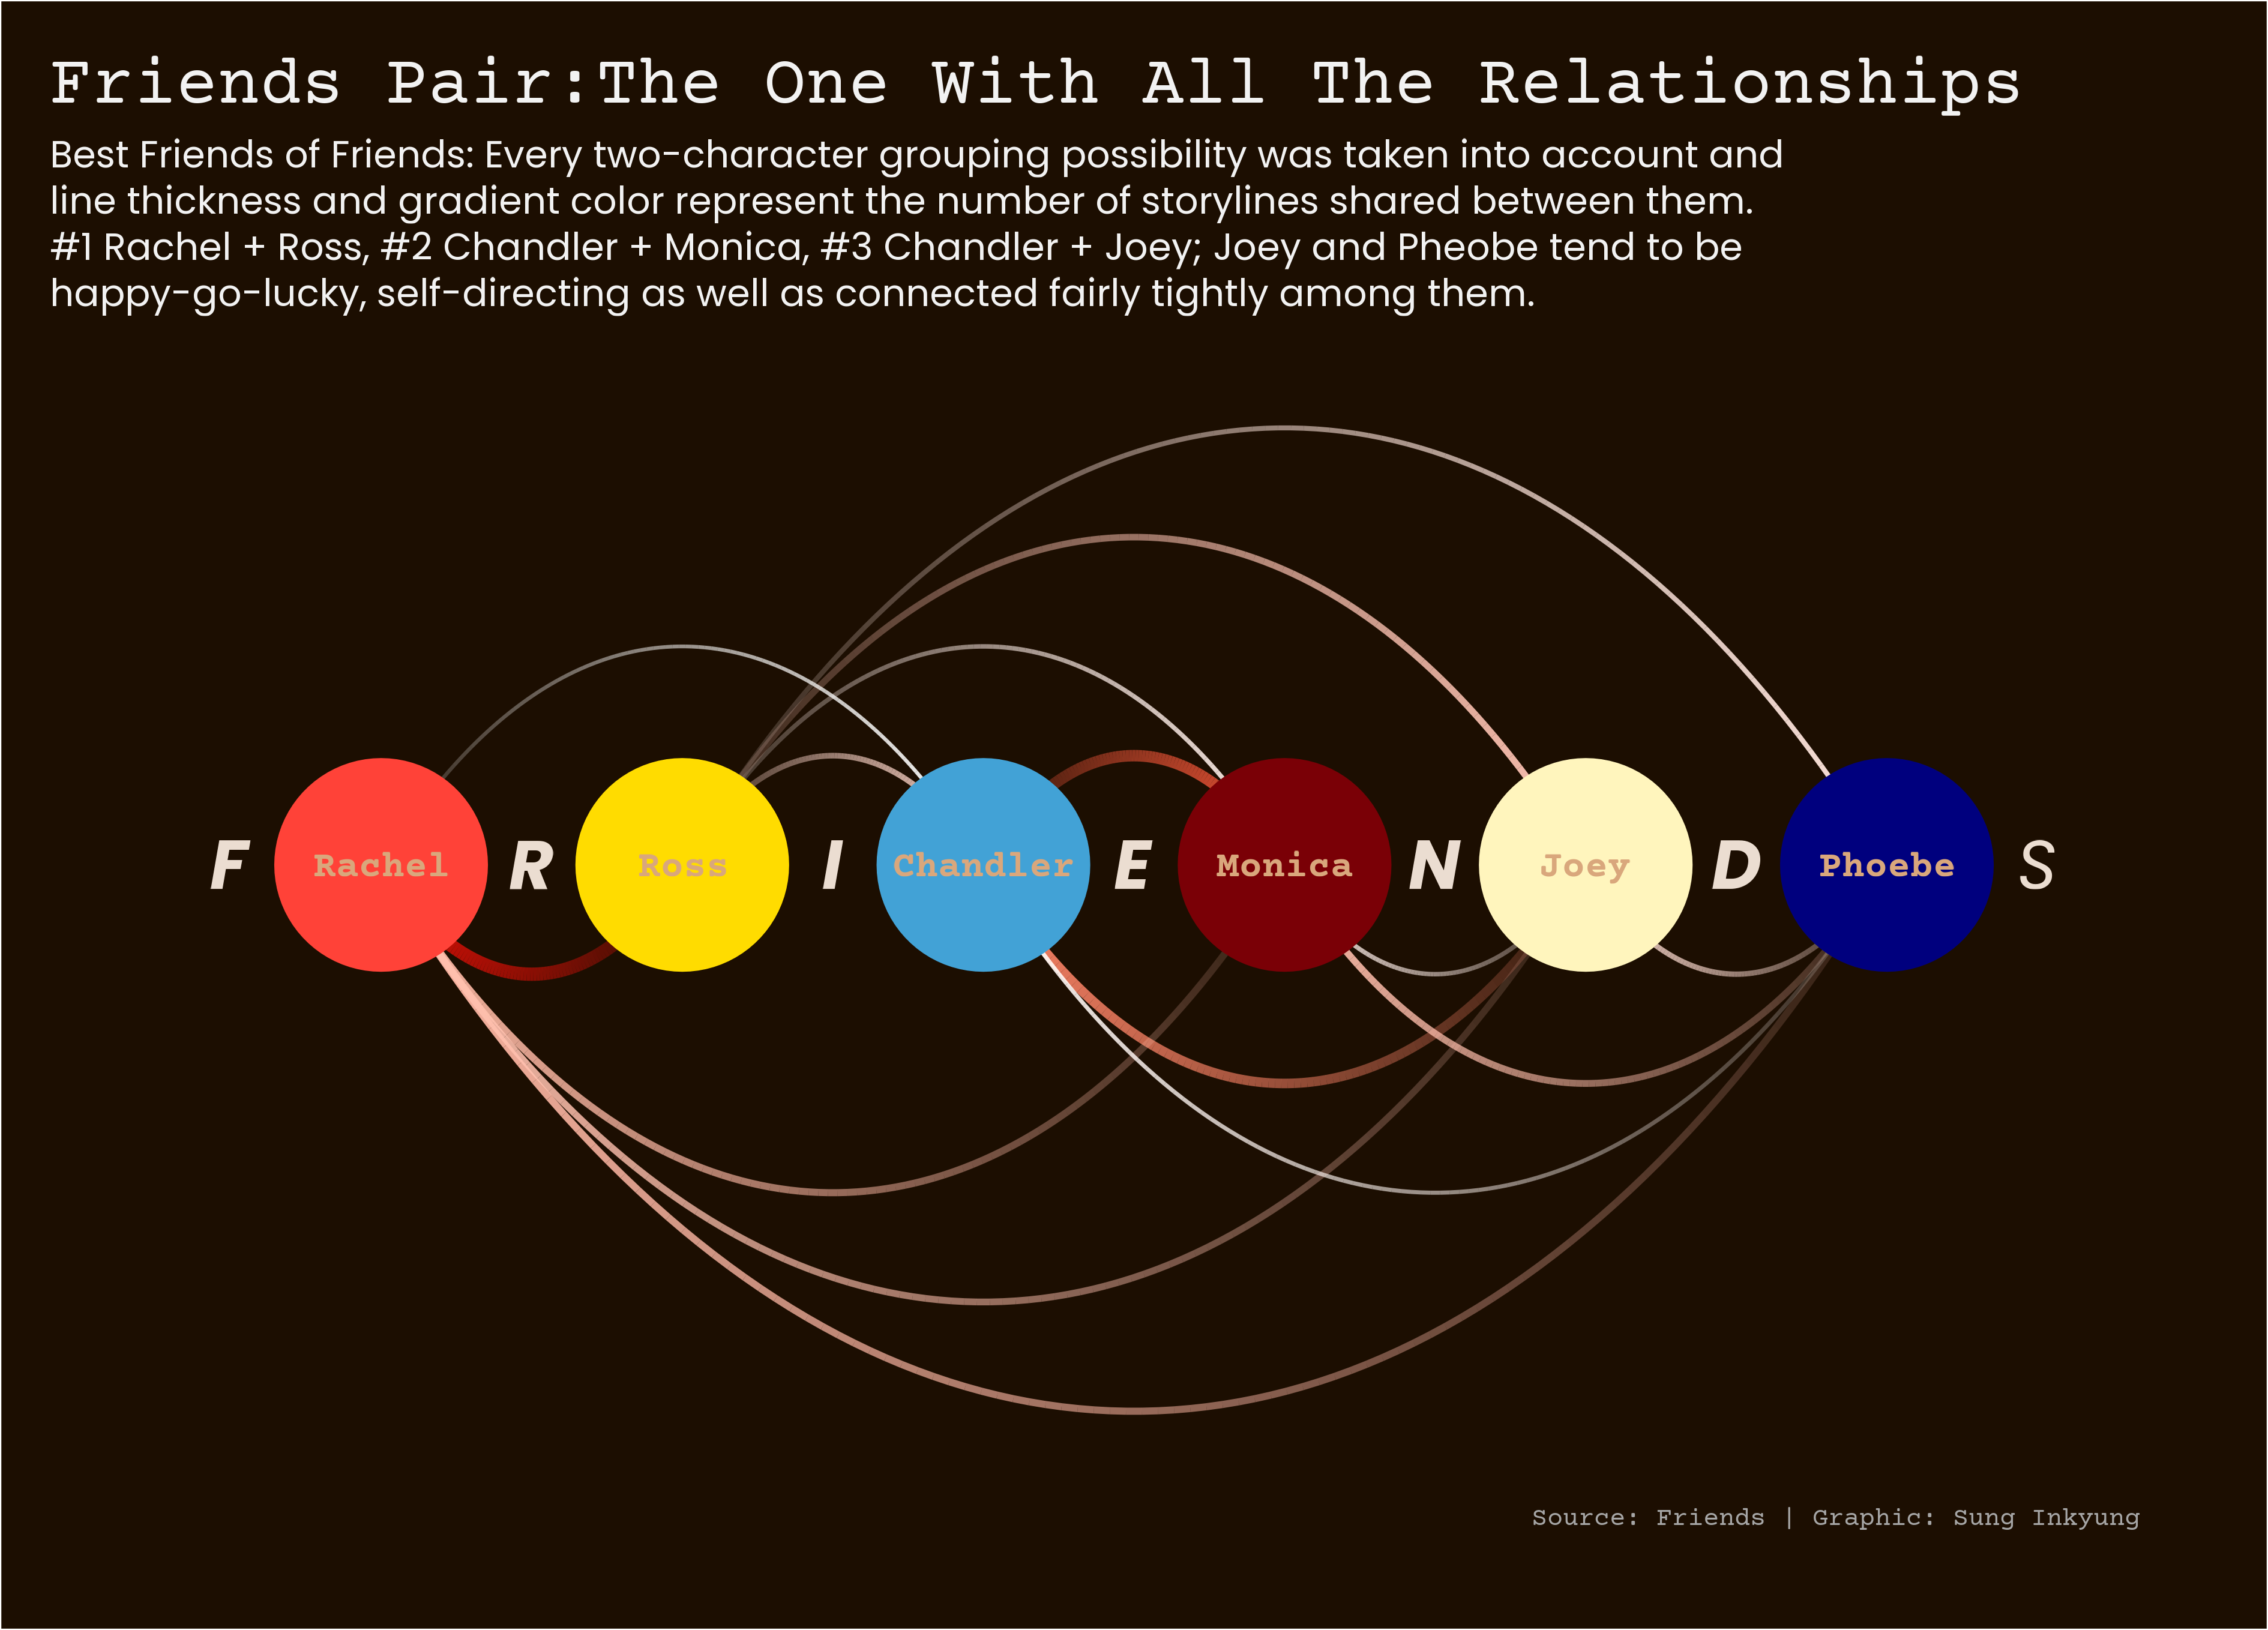 Friends Pair:The One With All The Relationships
Best Friends of Friends: Every two-character grouping possibility was taken into account and
line thickness and gradient color represent the number of storylines shared between them.
#1 Rachel + Ross, #2 Chandler + Monica, #3 Chandler + Joey; Joey and Pheobe tend to be
happy-go-lucky, self-directing as well as connected fairly tightly among them.
F Rachel R Ross I Chandler E Monica N Joey D Phoebe S
Source: Friends | Graphic: Sung Inkyung